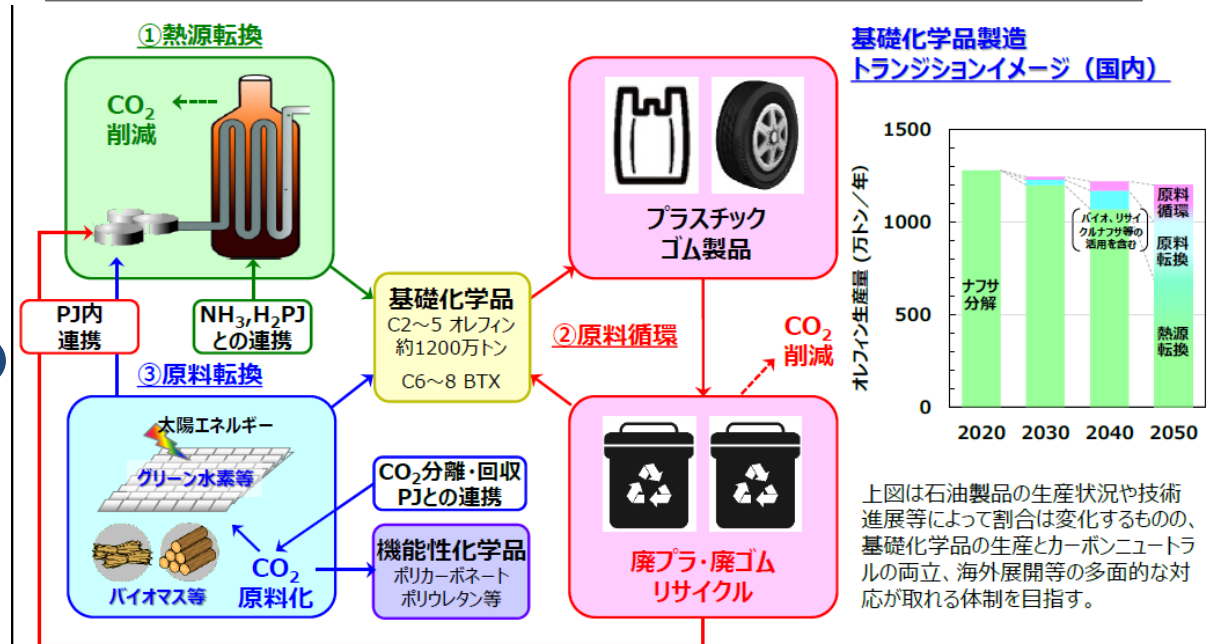 ①熱源転換
CO2
削減
PJ内
連携
NH3,H2PJ
との連携
③原料転換
太陽エネルギー
グリーン水素等
バイオマス等
CO2
原料化
CO2分離・回収
PJとの連携
機能性化学品
ポリカーボネート
ポリウレタン等
基礎化学品
C2～5 オレフィン
約1200万トン
C6～8 BTX
プラスチック
ゴム製品
②原料循環
CO2
削減
廃プラ・廃ゴム
リサイクル
基礎化学品製造
トランジションイメージ（国内）
オレフィン生産量（万トン／年）
1500
1000
500
0
ナフサ
分解
バイオ、リサイ
クルナフサ等の
活用を含む
原料
循環
原料
転換
熱源
転換
2020 2030 2040 2050
上図は石油製品の生産状況や技術
進展等によって割合は変化するものの、
基礎化学品の生産とカーボンニュートラ
ルの両立、海外展開等の多面的な対
応が取れる体制を目指す。